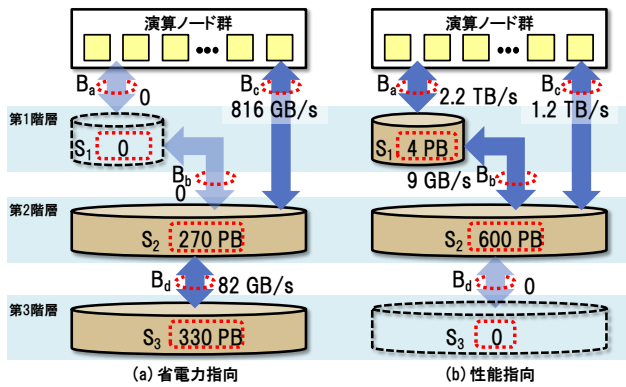 演算ノード群
•••
Ba
0
Bc
816 GB/s
第1階層
S1
0
Bb
0
第2階層
S2 270 PB
Bd
82 GB/s
第3階層
S3 330 PB
(a) 省電力指向
演算ノード群
•••
Ba
2.2 TB/s
Bc
1.2 TB/s
S1 4 PB
9 GB/s
Bb
S2 600 PB
Bd
0
S3 0
(b) 性能指向